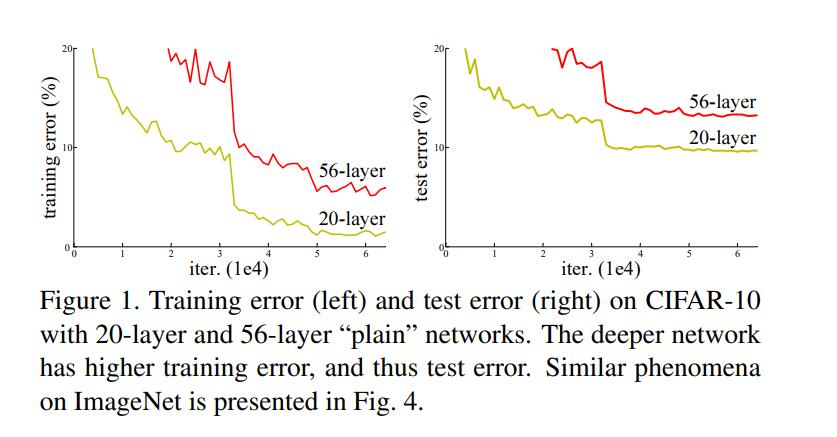 20
10
0
0 1 2 3 4 5 6
iter. (1e4)
training error (%)
56-layer
20-layer
20
10
0
0 1 2 3 4 5 6
iter. (1e4)
test error (%)
56-layer
20-layer
Figure 1. Training error (left) and test error (right) on CIFAR-10
with 20-layer and 56-layer “plain” networks. The deeper network
has higher training error, and thus test error. Similar phenomena
on ImageNet is presented in Fig. 4.